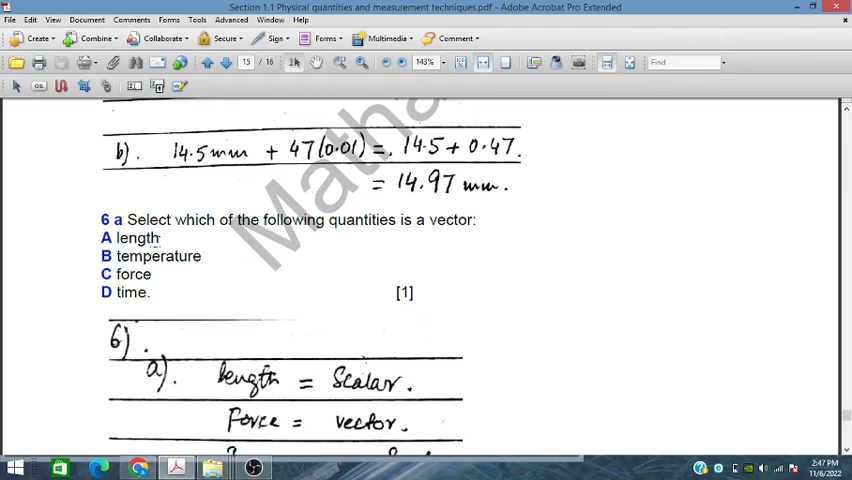 Section 1.1 Physical quantities and measurement techniques.pdf - Adobe Acrobat Pro Extended
File Edit View Document Comments Forms Tools Advanced Window Help
Create Combine Collaborate Secure Sign Forms Multimedia Comment
15 / 16 143% Find
b). 14.5mm + 47(0.01) = 14.5 + 0.47.
= 14.97 mm.
6 a Select which of the following quantities is a vector:
A length
B temperature
C force
D time. [1]
6).
a). length = Scalar.
Force = vector.
2:47 PM
11/6/2022